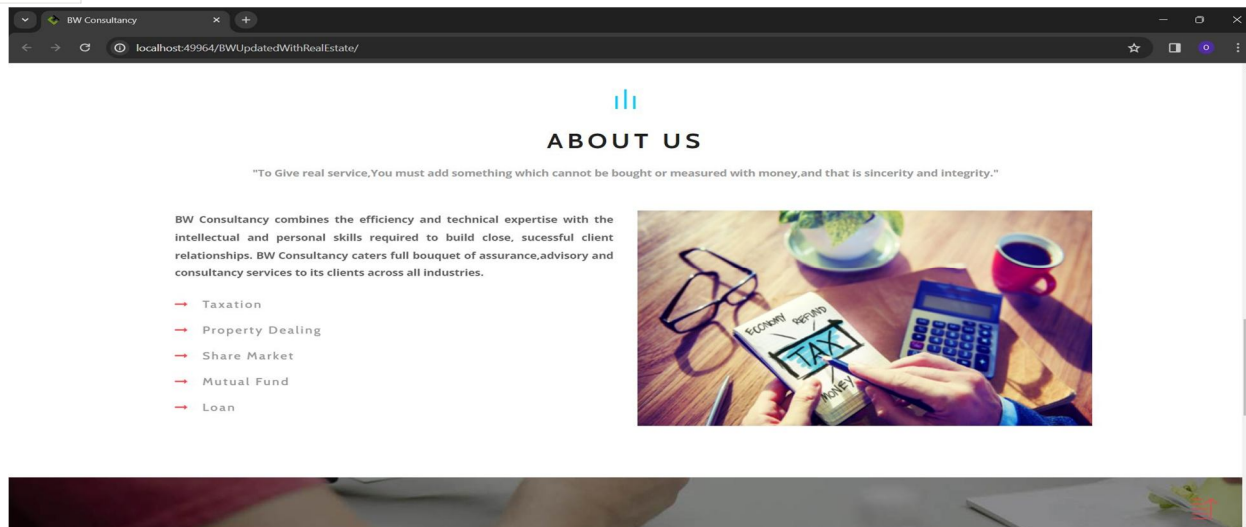 BW Consultancy
localhost:49964/BWUpdatedWithRealEstate/
ABOUT US
"To Give real service,You must add something which cannot be bought or measured with money,and that is sincerity and integrity."
BW Consultancy combines the efficiency and technical expertise with the
intellectual and personal skills required to build close, sucessful client
relationships. BW Consultancy caters full bouquet of assurance,advisory and
consultancy services to its clients across all industries.
Taxation
Property Dealing
Share Market
Mutual Fund
Loan
ECONOMY REFUND
TAX
MONEY